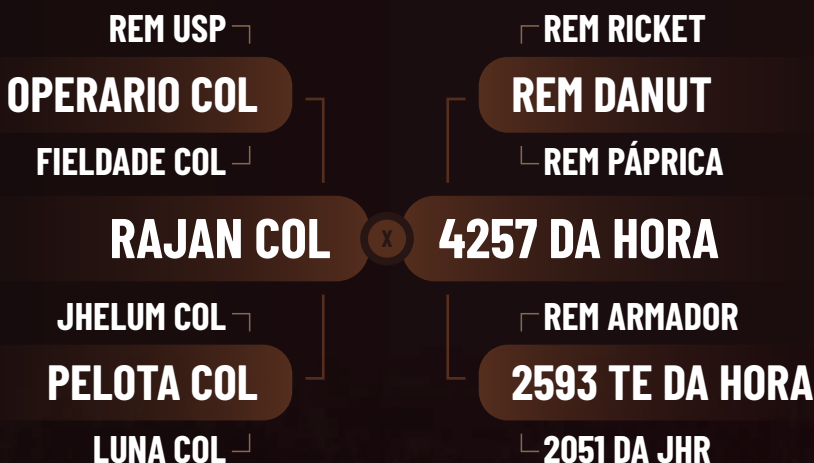 REM USP
OPERARIO COL
FIELDADE COL
RAJAN COL
JHELUM COL
PELOTA COL
LUNA COL
X
REM RICKET
REM DANUT
REM PÁPRICA
4257 DA HORA
REM ARMADOR
2593 TE DA HORA
2051 DA JHR